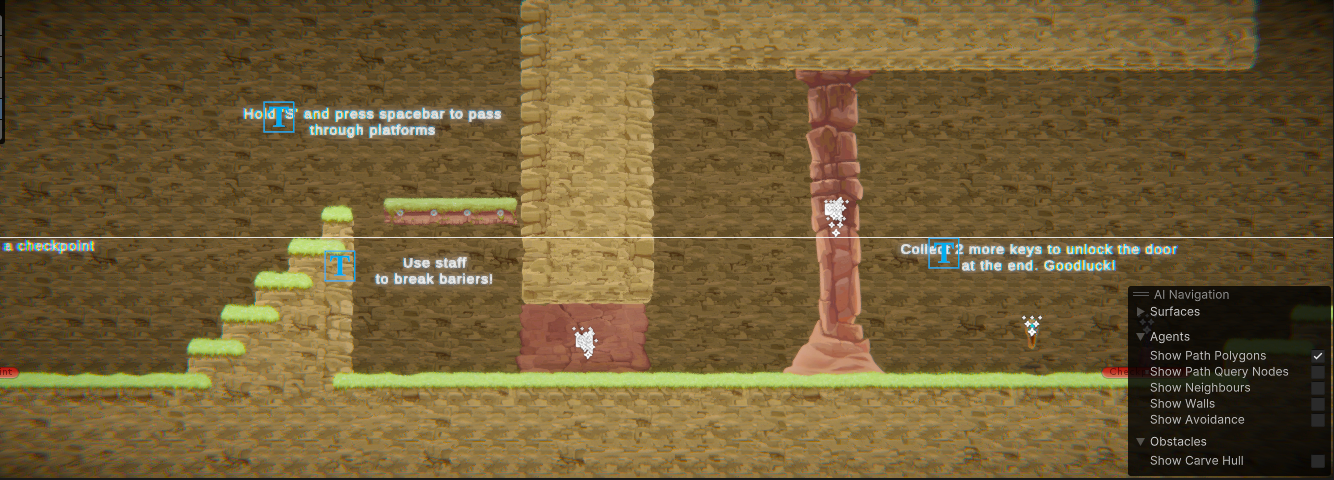 Hold 'S' and press spacebar to pass
through platforms
a checkpoint
Use staff
to break bariers!
Collect 2 more keys to unlock the door
at the end. Goodluck!
AI Navigation
Surfaces
Agents
Show Path Polygons
Show Path Query Nodes
Show Neighbours
Show Walls
Show Avoidance
Obstacles
Show Carve Hull